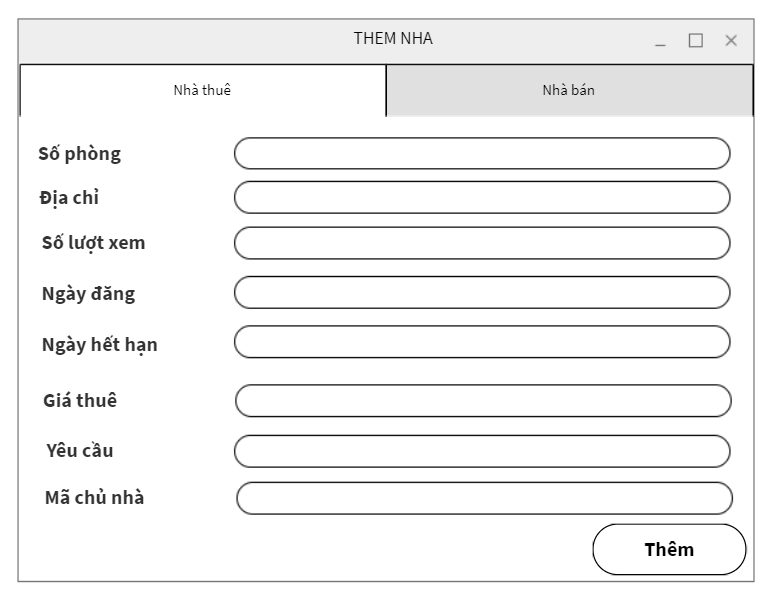 THEM NHA
Nhà thuê
Nhà bán
Số phòng
Địa chỉ
Số lượt xem
Ngày đăng
Ngày hết hạn
Giá thuê
Yêu cầu
Mã chủ nhà
Thêm